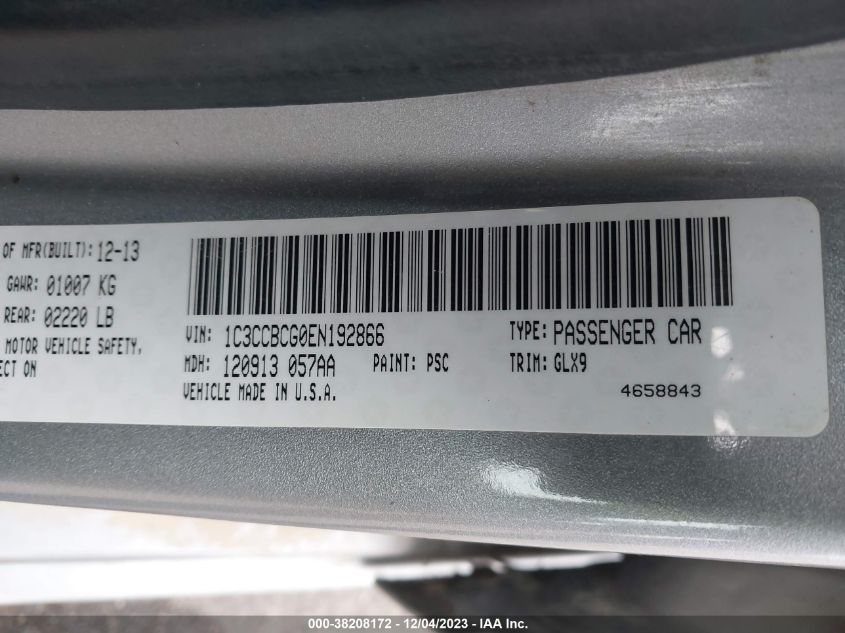 OF MFR(BUILT): 12-13
GAWR: 01007 KG
REAR: 02220 LB
MOTOR VEHICLE SAFETY,
ECT ON
VIN: 1C3CCBCG0EN192866 TYPE: PASSENGER CAR
MDH: 120913 057AA PAINT: PSC TRIM: GLX9
VEHICLE MADE IN U.S.A. 4658843
000-38208172 - 12/04/2023 - IAA Inc.